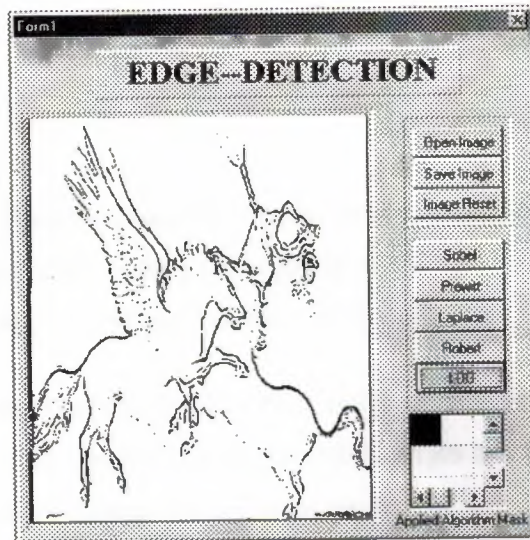 Form1
EDGE--DETECTION
Open Image
Save Image
Image Reset
Sobel
Prewitt
Laplace
Robert
LOG
Applied Algorithm Mask